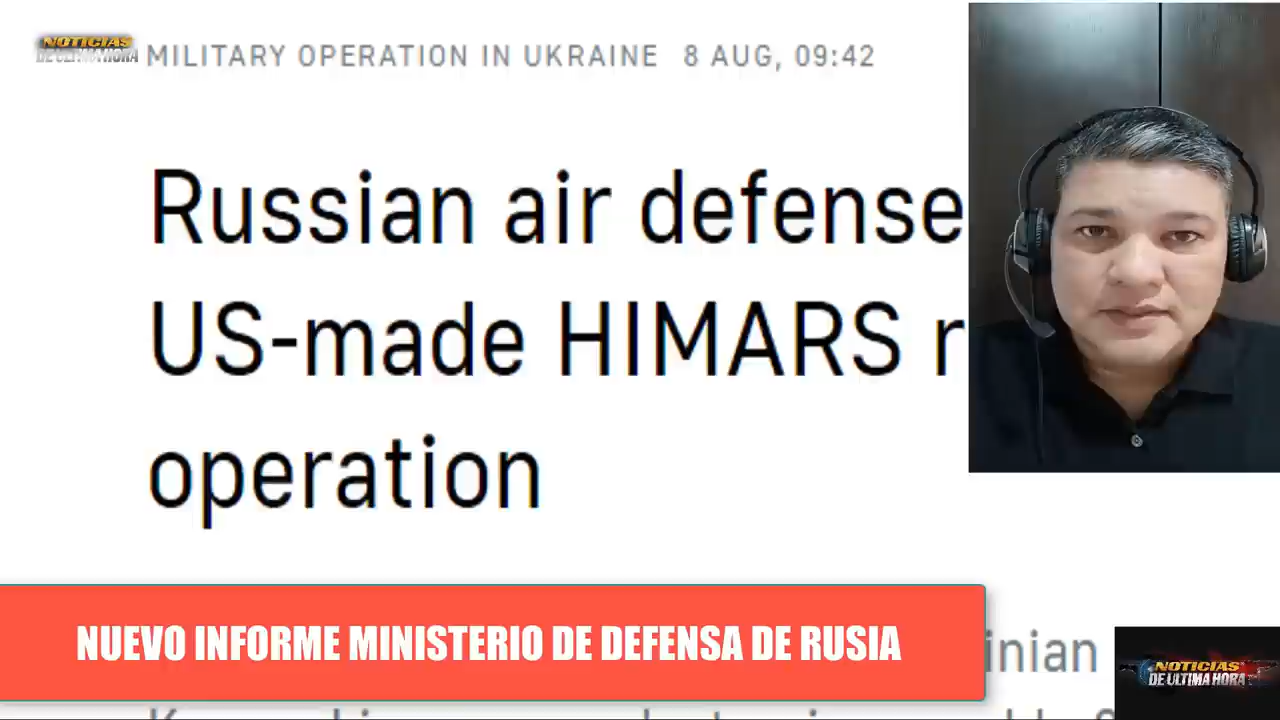 NOTICIAS
DE ULTIMA HORA
MILITARY OPERATION IN UKRAINE 8 AUG, 09:42
Russian air defense
US-made HIMARS r
operation
NUEVO INFORME MINISTERIO DE DEFENSA DE RUSIA
inian
NOTICIAS
DE ULTIMA HORA